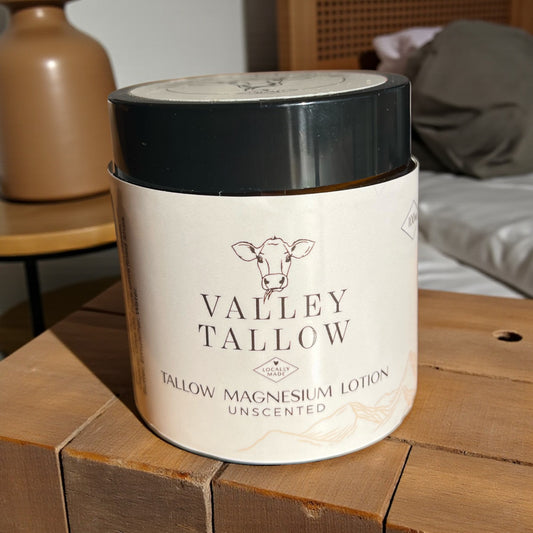 VALLEY
TALLOW
LOCALLY
MADE
TALLOW MAGNESIUM LOTION
UNSCENTED